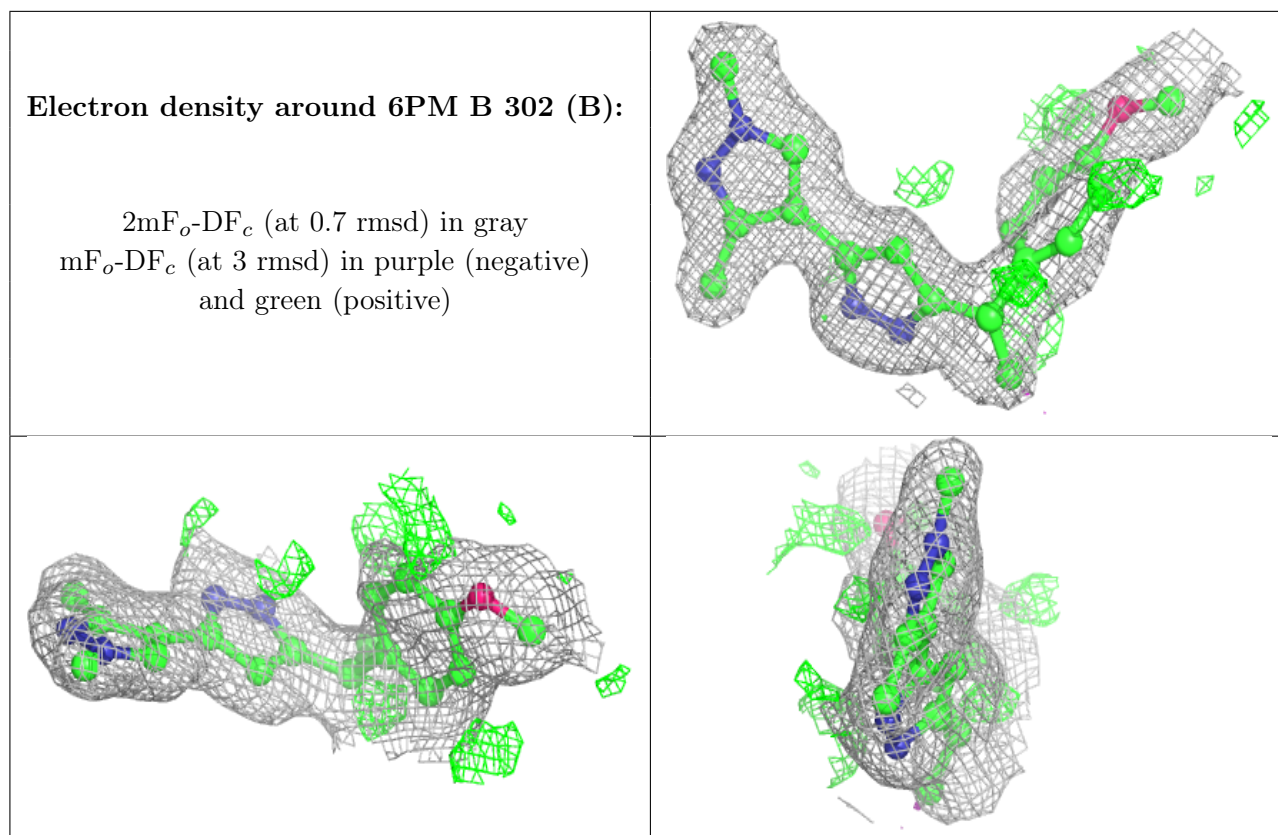 Electron density around 6PM B 302 (B):
2mFₒ-DF𝒸 (at 0.7 rmsd) in gray
mFₒ-DF𝒸 (at 3 rmsd) in purple (negative)
and green (positive)